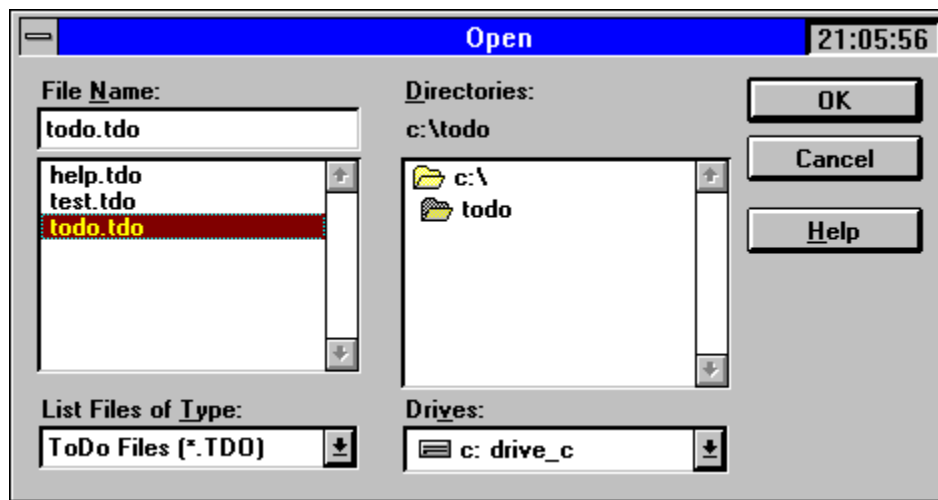 Open
21:05:56
File Name:
todo.tdo
help.tdo
test.tdo
todo.tdo
List Files of Type:
ToDo Files (*.TDO)
Directories:
c:\todo
c:\
todo
Drives:
c: drive_c
OK
Cancel
Help